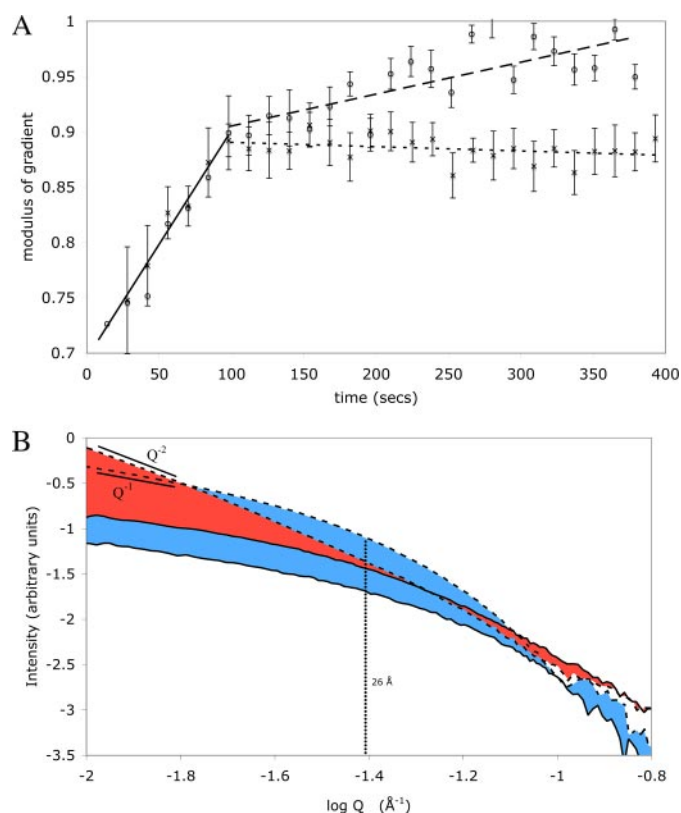 A
1
0.95
0.9
0.85
0.8
0.75
0.7
modulus of gradient
0 50 100 150 200 250 300 350 400
time (secs)
B
0
-0.5
-1
-1.5
-2
-2.5
-3
-3.5
Intensity (arbitrary units)
Q-2
Q-1
26 Å
-2 -1.8 -1.6 -1.4 -1.2 -1 -0.8
log Q (Å-1)